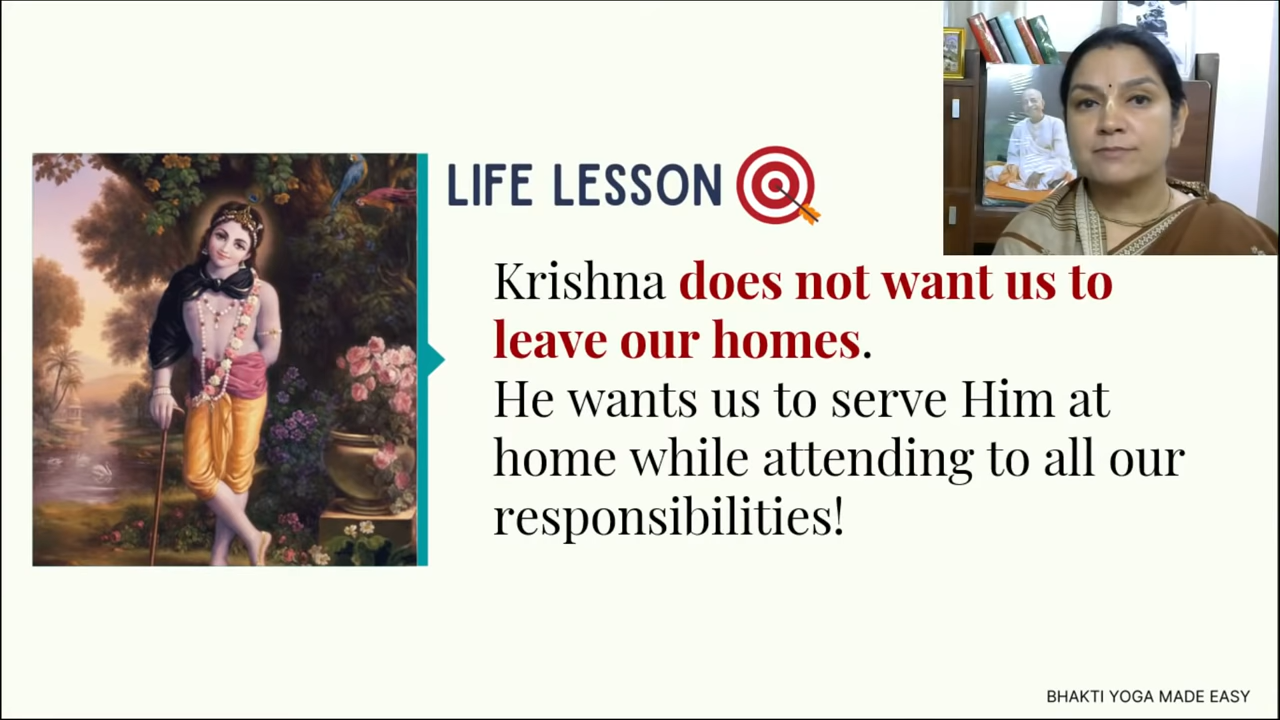 LIFE LESSON
Krishna does not want us to
leave our homes.
He wants us to serve Him at
home while attending to all our
responsibilities!
BHAKTI YOGA MADE EASY